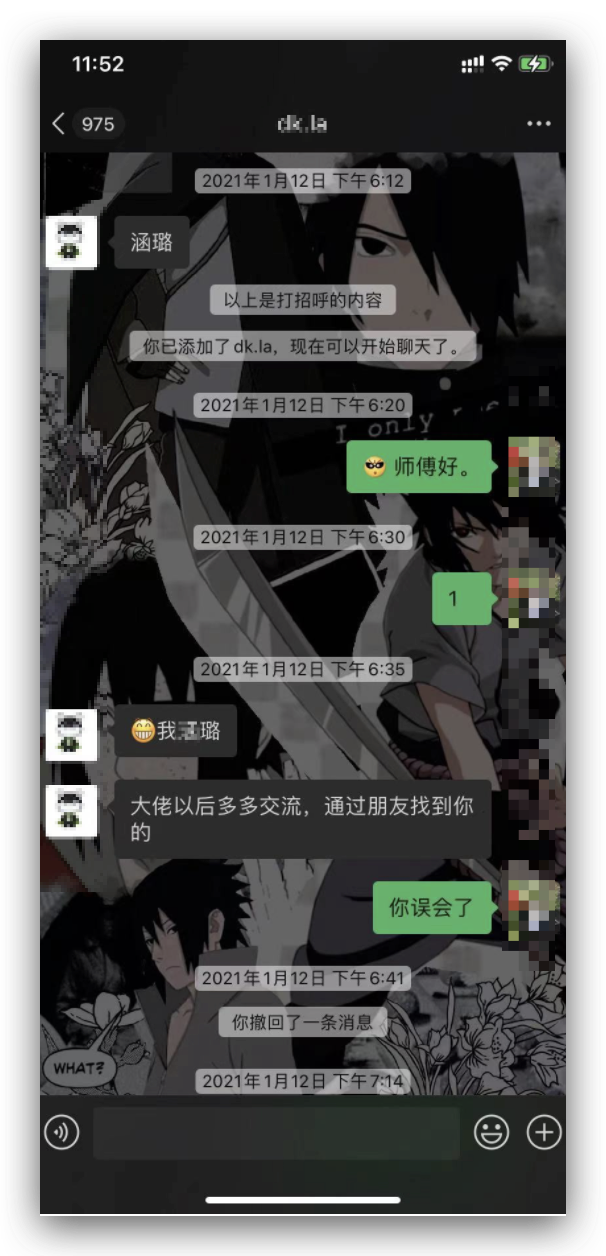 11:52
975
dk.la
2021年1月12日 下午6:12
涵璐
以上是打招呼的内容
你已添加了dk.la，现在可以开始聊天了。
2021年1月12日 下午6:20
I only
师傅好。
2021年1月12日 下午6:30
1
2021年1月12日 下午6:35
😁我 璐
大佬以后多多交流，通过朋友找到你
的
你误会了
2021年1月12日 下午6:41
你撤回了一条消息
WHAT?
2021年1月12日 下午7:14